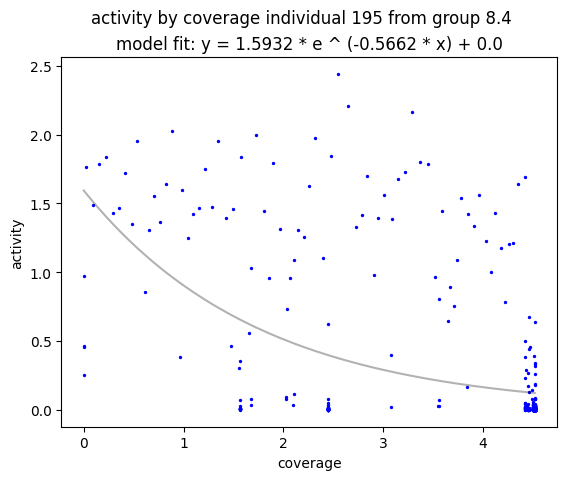 activity by coverage individual 195 from group 8.4
model fit: y = 1.5932 * e ^ (-0.5662 * x) + 0.0
2.5
2.0
1.5
1.0
0.5
0.0
activity
0
1
2
3
4
coverage